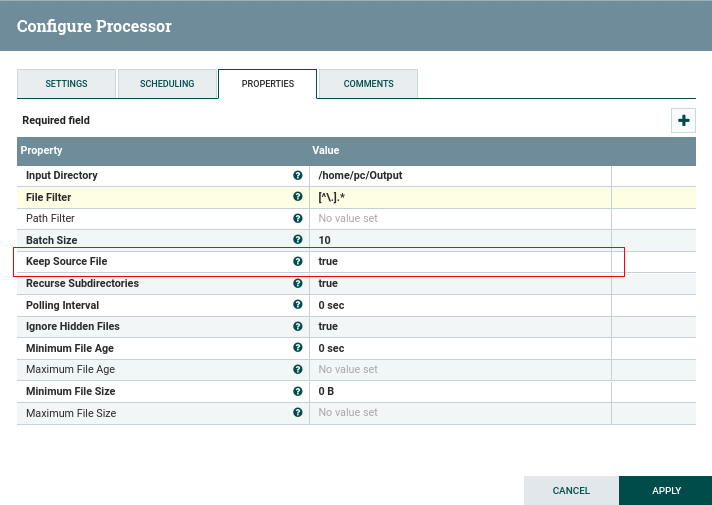 Configure Processor
SETTINGS SCHEDULING PROPERTIES COMMENTS
Required field
Property Value
Input Directory /home/pc/Output
File Filter [^\.].*
Path Filter No value set
Batch Size 10
Keep Source File true
Recurse Subdirectories true
Polling Interval 0 sec
Ignore Hidden Files true
Minimum File Age 0 sec
Maximum File Age No value set
Minimum File Size 0 B
Maximum File Size No value set
CANCEL APPLY